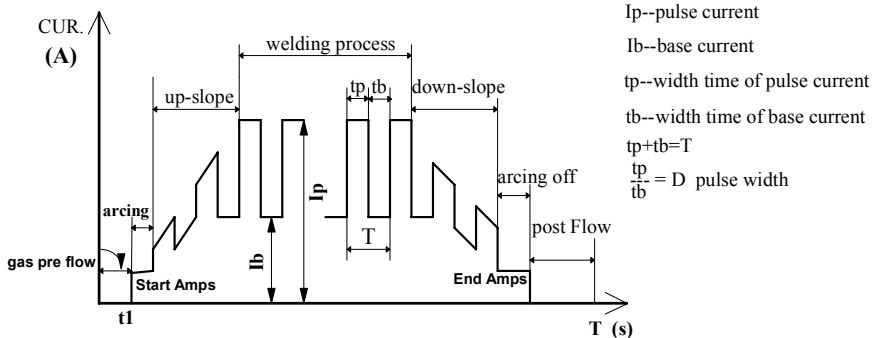 CUR.
(A)
welding process
up-slope
tp
tb
down-slope
arcing
arcing off
Ip
Ib
T
post Flow
gas pre flow
Start Amps
End Amps
t1
T (s)
Ip--pulse current
Ib--base current
tp--width time of pulse current
tb--width time of base current
tp+tb=T
tp
---- = D pulse width
tb